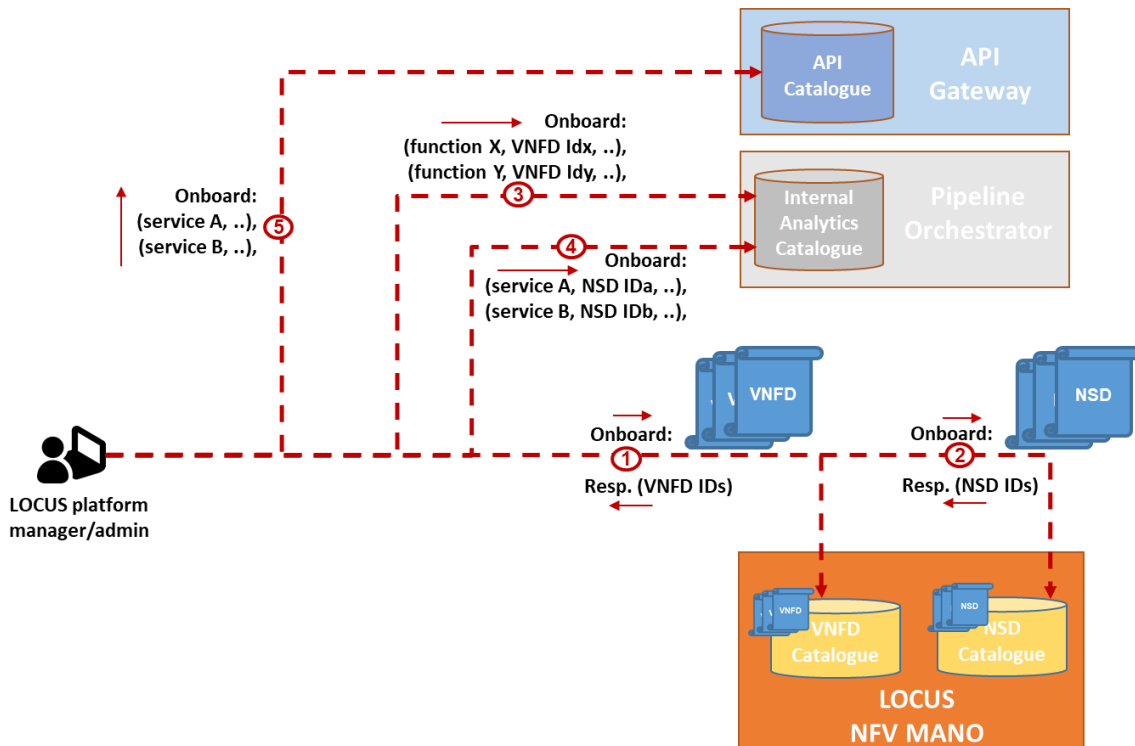 API
Catalogue
API
Gateway
Onboard:
(function X, VNFD Idx, ..),
(function Y, VNFD Idy, ..),
3
Onboard:
(service A, ..),
(service B, ..),
5
Internal
Analytics
Catalogue
Pipeline
Orchestrator
4
Onboard:
(service A, NSD IDa, ..),
(service B, NSD IDb, ..),
VNFD
NSD
Onboard:
1
Resp. (VNFD IDs)
Onboard:
2
Resp. (NSD IDs)
LOCUS platform
manager/admin
VNFD
VNFD
Catalogue
NSD
NSD
Catalogue
LOCUS
NFV MANO